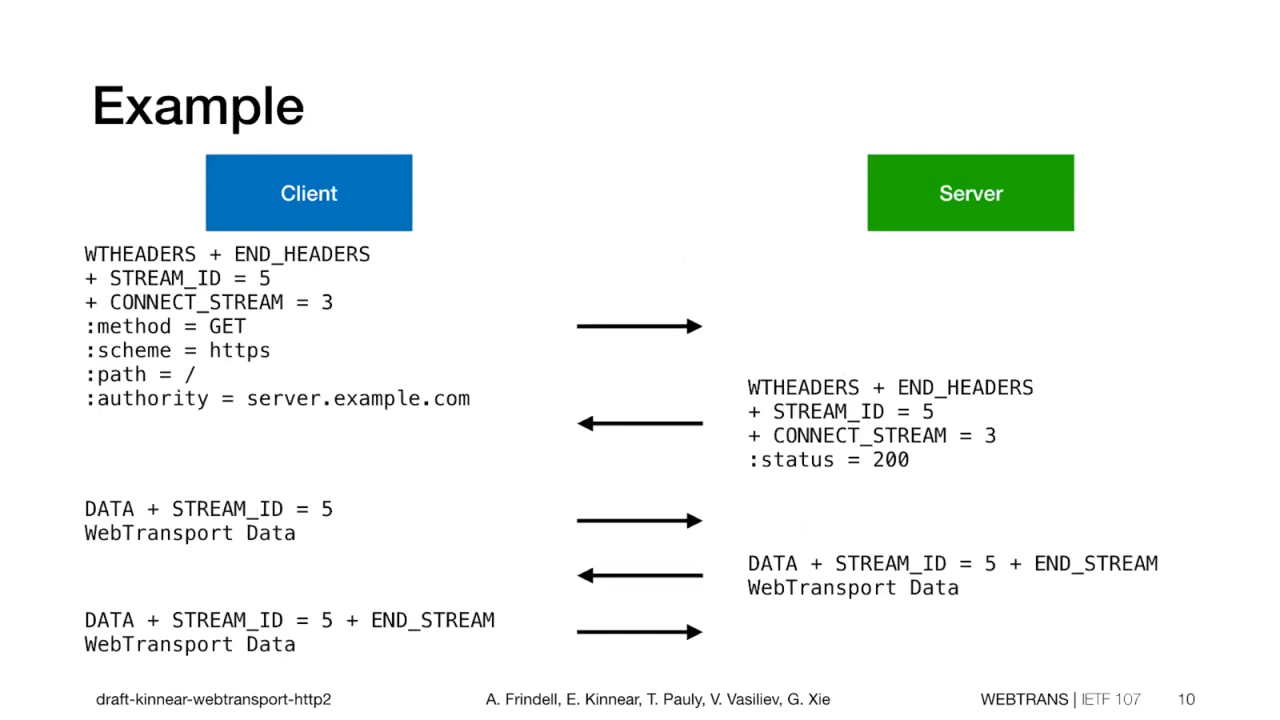 Example
Client
Server
WTHEADERS + END_HEADERS
+ STREAM_ID = 5
+ CONNECT_STREAM = 3
:method = GET
:scheme = https
:path = /
:authority = server.example.com
WTHEADERS + END_HEADERS
+ STREAM_ID = 5
+ CONNECT_STREAM = 3
:status = 200
DATA + STREAM_ID = 5
WebTransport Data
DATA + STREAM_ID = 5 + END_STREAM
WebTransport Data
DATA + STREAM_ID = 5 + END_STREAM
WebTransport Data
draft-kinnear-webtransport-http2
A. Frindell, E. Kinnear, T. Pauly, V. Vasiliev, G. Xie
WEBTRANS | IETF 107
10